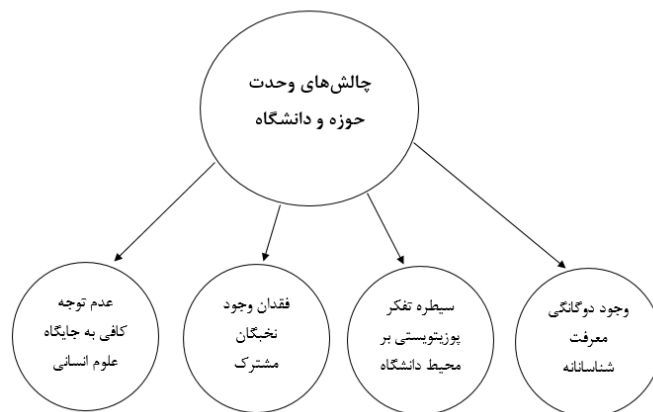 چالش‌های وحدت
حوزه و دانشگاه
وجود دوگانگی
معرفت
شناسانانه
سیطره تفکر
پوزیتویستی بر
محیط دانشگاه
فقدان وجود
نخبگان
مشترک
عدم توجه
کافی به جایگاه
علوم انسانی